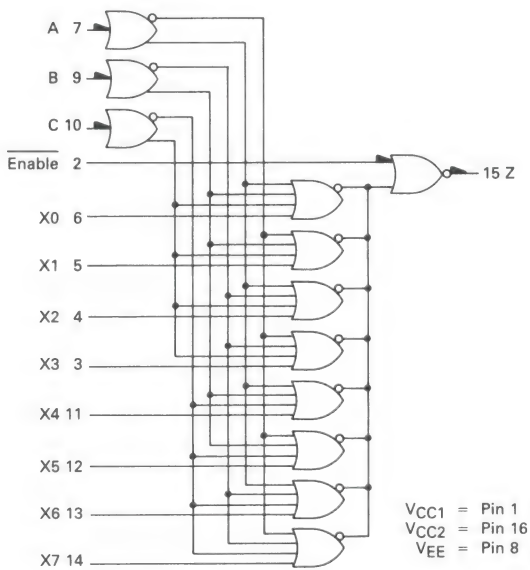 A 7
B 9
C 10
Enable 2
15 Z
X0 6
X1 5
X2 4
X3 3
X4 11
X5 12
X6 13
X7 14
VCC1 = Pin 1
VCC2 = Pin 16
VEE = Pin 8